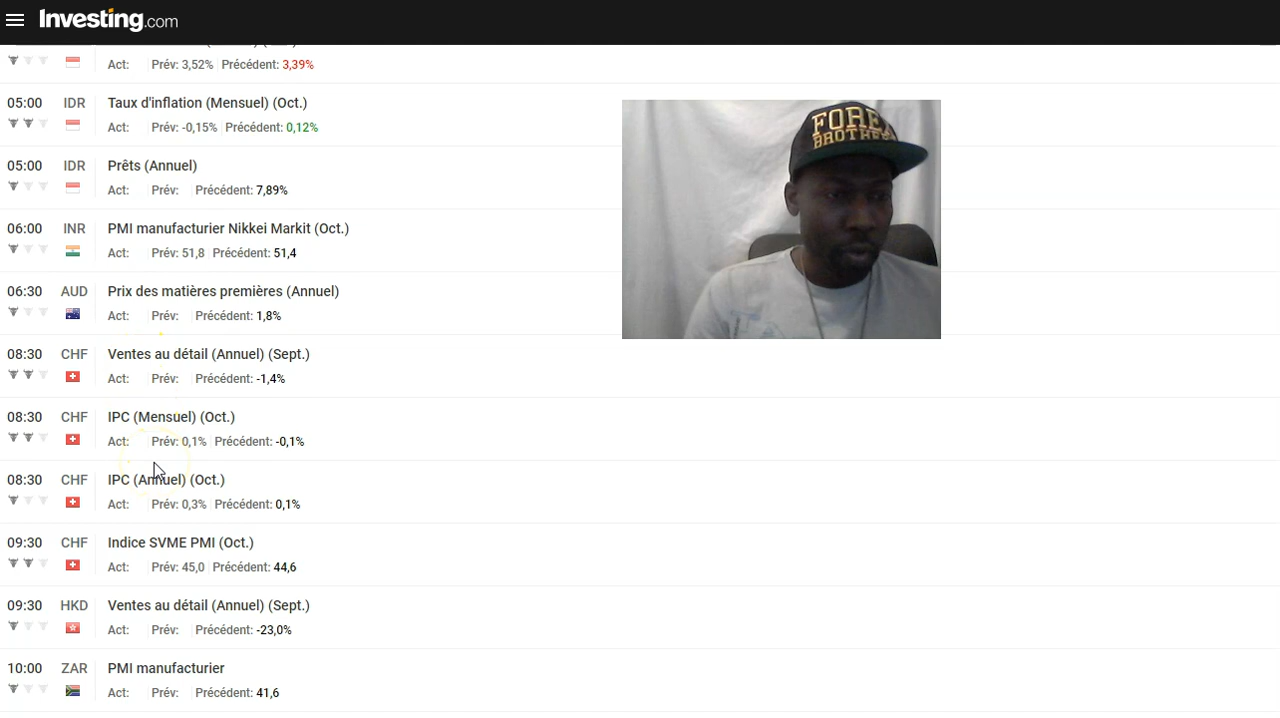 Investing.com
Act: Prév: 3,52% Précédent: 3,39%
05:00 IDR Taux d'inflation (Mensuel) (Oct.)
Act: Prév: -0,15% Précédent: 0,12%
05:00 IDR Prêts (Annuel)
Act: Prév: Précédent: 7,89%
06:00 INR PMI manufacturier Nikkei Markit (Oct.)
Act: Prév: 51,8 Précédent: 51,4
06:30 AUD Prix des matières premières (Annuel)
Act: Prév: Précédent: 1,8%
08:30 CHF Ventes au détail (Annuel) (Sept.)
Act: Prév: Précédent: -1,4%
08:30 CHF IPC (Mensuel) (Oct.)
Act: Prév: 0,1% Précédent: -0,1%
08:30 CHF IPC (Annuel) (Oct.)
Act: Prév: 0,3% Précédent: 0,1%
09:30 CHF Indice SVME PMI (Oct.)
Act: Prév: 45,0 Précédent: 44,6
09:30 HKD Ventes au détail (Annuel) (Sept.)
Act: Prév: Précédent: -23,0%
10:00 ZAR PMI manufacturier
Act: Prév: Précédent: 41,6
FOREX
BROTHERS